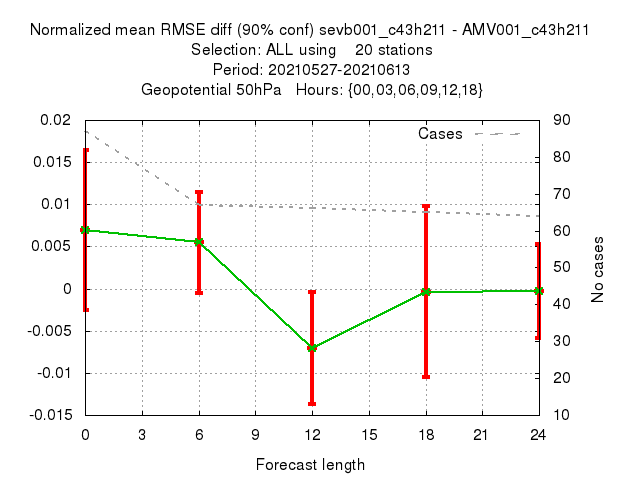 Normalized mean RMSE diff (90% conf) sevb001_c43h211 - AMV001_c43h211
Selection: ALL using    20 stations
Period: 20210527-20210613
Geopotential 50hPa   Hours: {00,03,06,09,12,18}
Cases
0.02
0.015
0.01
0.005
0
-0.005
-0.01
-0.015
90
80
70
60
50
40
30
20
10
No cases
0 3 6 9 12 15 18 21 24
Forecast length